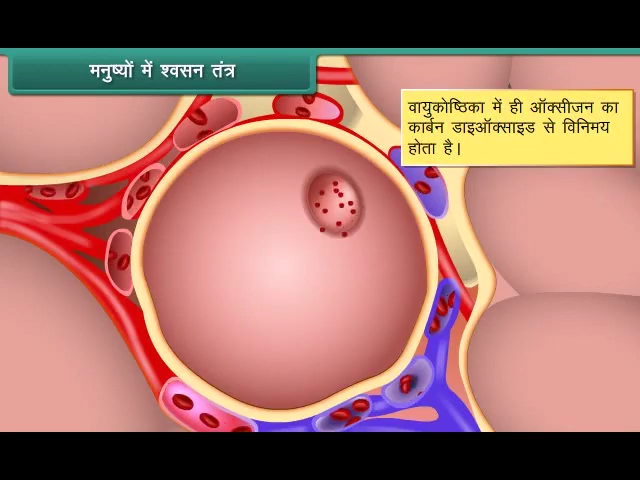 मनुष्यों में श्वसन तंत्र
वायुकोष्ठिका में ही ऑक्सीजन का
कार्बन डाइऑक्साइड से विनिमय
होता है।